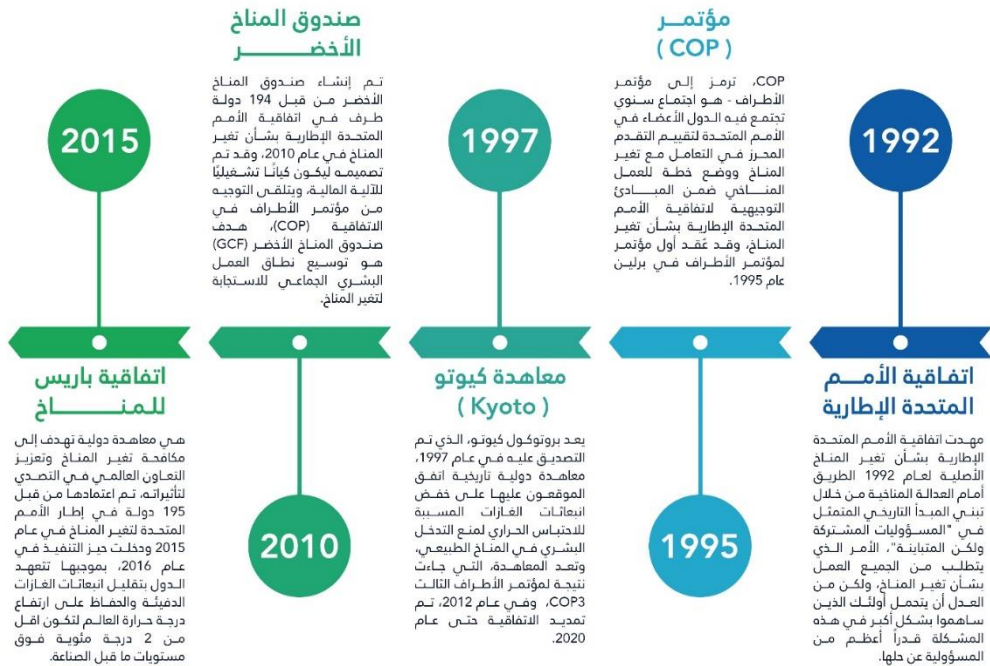 1992
اتفاقية الأمم
المتحدة الإطارية
مهدت اتفاقية الأمم المتحدة
الإطارية بشأن تغير المناخ
الأصلية لعام 1992 الطريق
أمام العدالة المناخية من خلال
تبني المبدأ التاريخي المتمثل
في "المسؤوليات المشتركة
ولكن المتباينة"، الأمر الذي
يتطلب من الجميع العمل
بشأن تغير المناخ، ولكن من
العدل أن يتحمل أولئك الذين
ساهموا بشكل أكبر في هذه
المشكلة قدراً أعظم من
المسؤولية عن حلها.
مؤتمر
( COP )
COP، ترمز إلى مؤتمر
الأطراف - هو اجتماع سنوي
تجتمع فيه الدول الأعضاء في
الأمم المتحدة لتقييم التقدم
المحرز في التعامل مع تغير
المناخ ووضع خطة للعمل
المناخي ضمن المبادئ
التوجيهية لاتفاقية الأمم
المتحدة الإطارية بشأن تغير
المناخ، وقد عُقد أول مؤتمر
لمؤتمر الأطراف في برلين
عام 1995.
1995
1997
معاهدة كيوتو
( Kyoto )
يعد بروتوكول كيوتو، الذي تم
التصديق عليه في عام 1997،
معاهدة دولية تاريخية اتفق
الموقعون عليها على خفض
انبعاثات الغازات المسببة
للاحتباس الحراري لمنع التدخل
البشري في المناخ الطبيعي،
وتعد المعاهدة، التي جاءت
نتيجة لمؤتمر الأطراف الثالث
COP3، وفي عام 2012، تم
تمديد الاتفاقية حتى عام
2020.
صندوق المناخ
الأخضر
تم إنشاء صندوق المناخ
الأخضر من قبل 194 دولة
طرف في اتفاقية الأمم
المتحدة الإطارية بشأن تغير
المناخ في عام 2010، وقد تم
تصميمه ليكون كيانًا تشغيليًا
للآلية المالية، ويتلقى التوجيه
من مؤتمر الأطراف في
الاتفاقية (COP)، هدف
صندوق المناخ الأخضر (GCF)
هو توسيع نطاق العمل
البشري الجماعي للاستجابة
لتغير المناخ.
2010
2015
اتفاقية باريس
للمناخ
هي معاهدة دولية تهدف إلى
مكافحة تغير المناخ وتعزيز
التعاون العالمي في التصدي
لتأثيراته، تم اعتمادها من قبل
195 دولة في إطار الأمم
المتحدة لتغير المناخ في عام
2015 ودخلت حيز التنفيذ في
عام 2016، بموجبها تتعهد
الدول بتقليل انبعاثات الغازات
الدفيئة والحفاظ على ارتفاع
درجة حرارة العالم لتكون اقل
من 2 درجة مئوية فوق
مستويات ما قبل الصناعة.